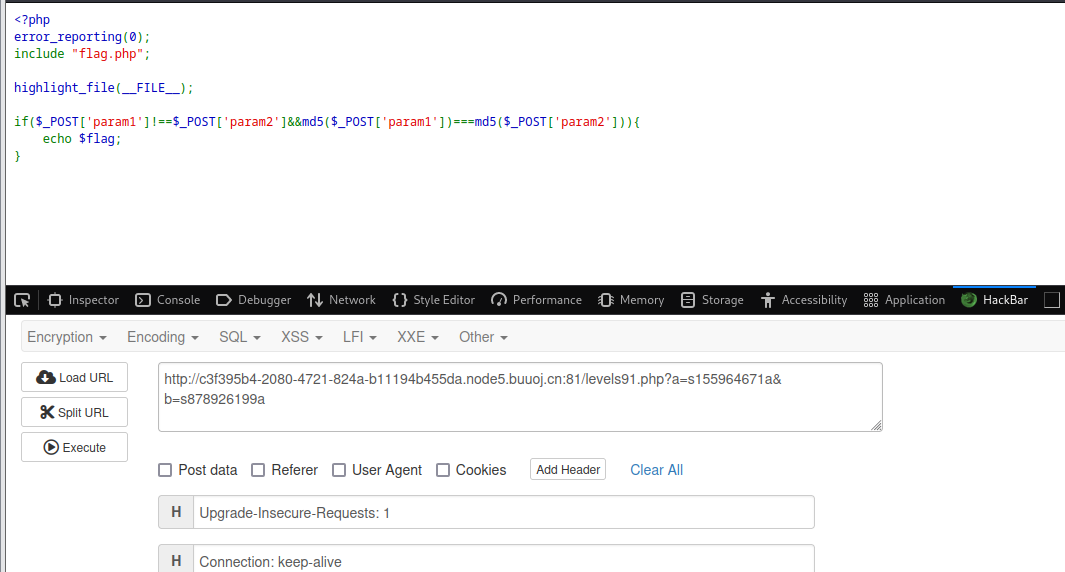 <?php
error_reporting(0);
include "flag.php";
highlight_file(__FILE__);
if($_POST['param1']!==$_POST['param2']&&md5($_POST['param1'])===md5($_POST['param2'])){
    echo $flag;
}
Inspector Console Debugger Network {} Style Editor Performance Memory Storage Accessibility Application HackBar
Encryption Encoding SQL XSS LFI XXE Other
Load URL
http://c3f395b4-2080-4721-824a-b11194b455da.node5.buuoj.cn:81/levels91.php?a=s155964671a&
b=s878926199a
Split URL
Execute
Post data Referer User Agent Cookies Add Header Clear All
H Upgrade-Insecure-Requests: 1
H Connection: keep-alive